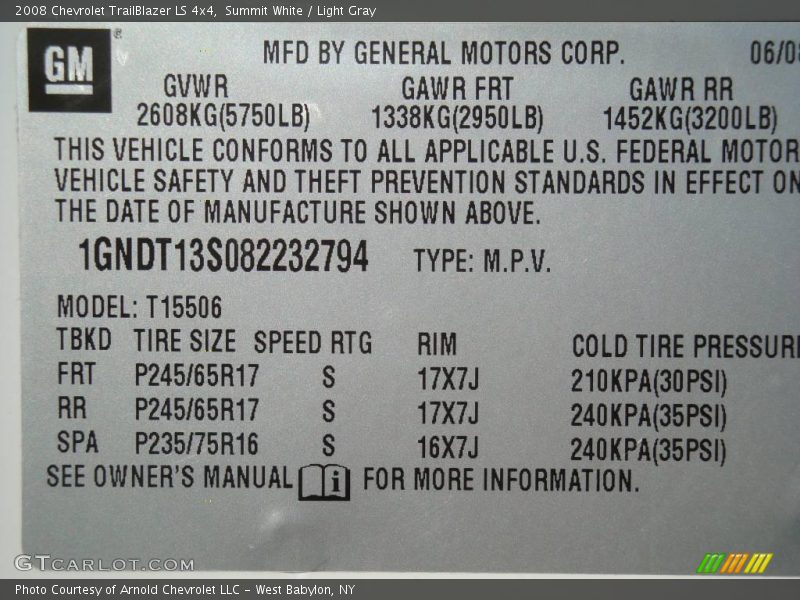 2008 Chevrolet TrailBlazer LS 4x4, Summit White / Light Gray
GM ®
MFD BY GENERAL MOTORS CORP. 06/08
GVWR GAWR FRT GAWR RR
2608KG(5750LB) 1338KG(2950LB) 1452KG(3200LB)
THIS VEHICLE CONFORMS TO ALL APPLICABLE U.S. FEDERAL MOTOR
VEHICLE SAFETY AND THEFT PREVENTION STANDARDS IN EFFECT ON
THE DATE OF MANUFACTURE SHOWN ABOVE.
1GNDT13S082232794 TYPE: M.P.V.
MODEL: T15506
TBKD TIRE SIZE SPEED RTG RIM COLD TIRE PRESSURE
FRT P245/65R17 S 17X7J 210KPA(30PSI)
RR P245/65R17 S 17X7J 240KPA(35PSI)
SPA P235/75R16 S 16X7J 240KPA(35PSI)
SEE OWNER'S MANUAL i FOR MORE INFORMATION.
GTCARLOT.COM
Photo Courtesy of Arnold Chevrolet LLC - West Babylon, NY